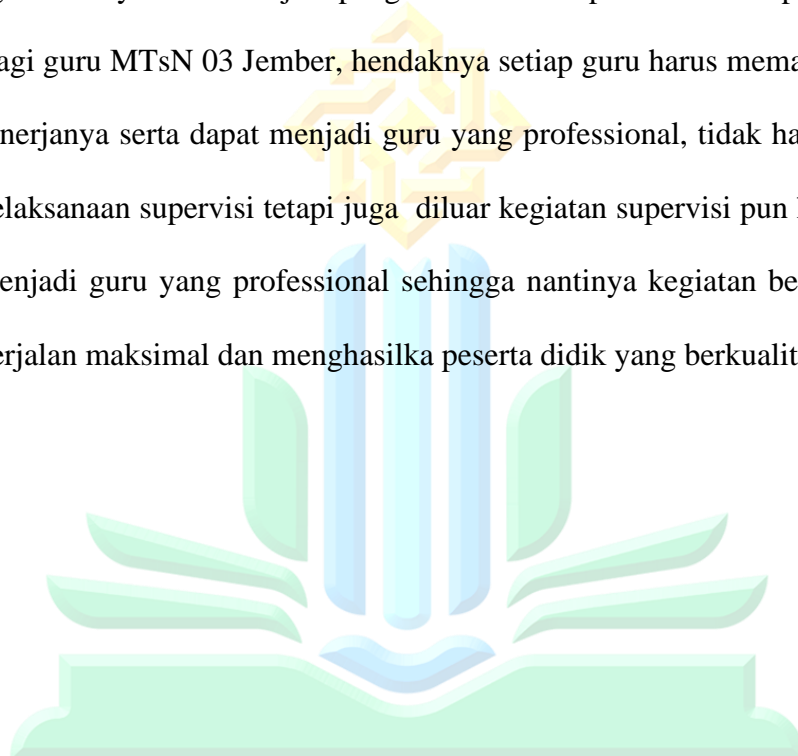 agi guru MTsN 03 Jember, hendaknya setiap guru harus mema
nerjanya serta dapat menjadi guru yang professional, tidak ha
elaksanaan supervisi tetapi juga diluar kegiatan supervisi pun
enjadi guru yang professional sehingga nantinya kegiatan be
erjalan maksimal dan menghasilka peserta didik yang berkualit